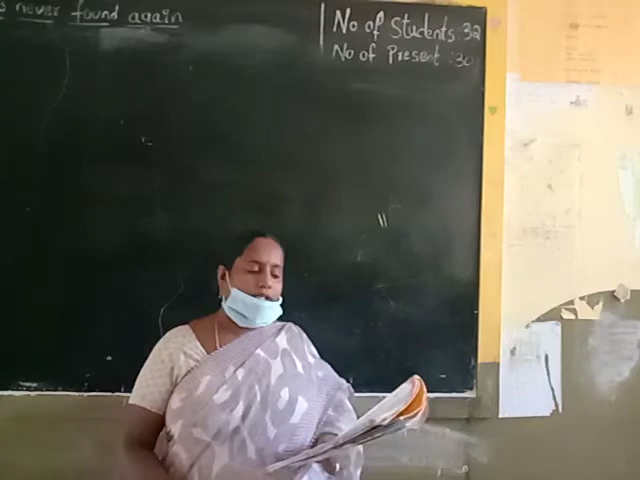 never found again
No of Students: 32
No of Present: 30